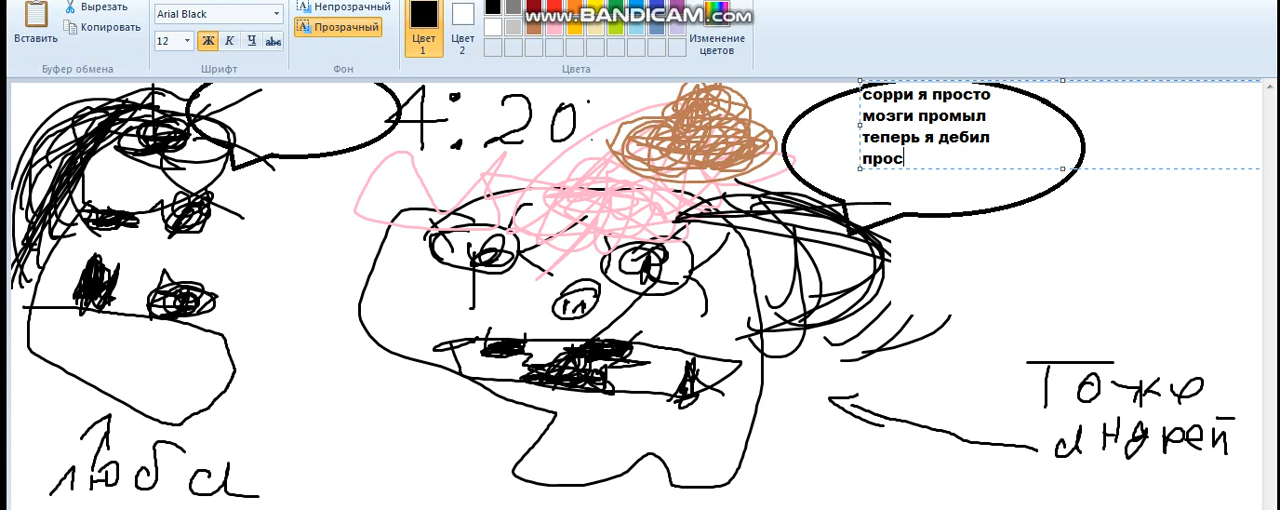 Вырезать
Копировать
Вставить
Буфер обмена
Arial Black
12
Ж К Ч abc
Шрифт
Непрозрачный
Прозрачный
Фон
Цвет 1
Цвет 2
Изменение цветов
Цвета
www.BANDICAM.com
4:20
сорри я просто
мозги промыл
теперь я дебил
прос
Тоже
андрей
люба